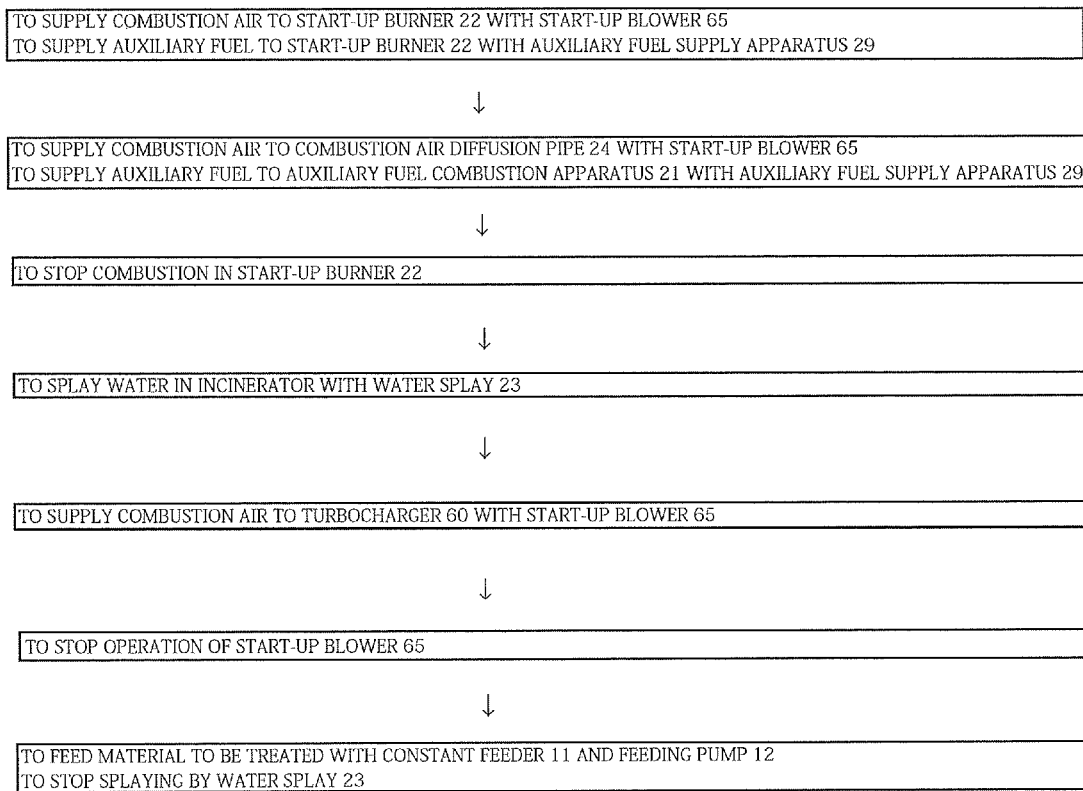 TO SUPPLY COMBUSTION AIR TO START-UP BURNER 22 WITH START-UP BLOWER 65
TO SUPPLY AUXILIARY FUEL TO START-UP BURNER 22 WITH AUXILIARY FUEL SUPPLY APPARATUS 29
↓
TO SUPPLY COMBUSTION AIR TO COMBUSTION AIR DIFFUSION PIPE 24 WITH START-UP BLOWER 65
TO SUPPLY AUXILIARY FUEL TO AUXILIARY FUEL COMBUSTION APPARATUS 21 WITH AUXILIARY FUEL SUPPLY APPARATUS 29
↓
TO STOP COMBUSTION IN START-UP BURNER 22
↓
TO SPLAY WATER IN INCINERATOR WITH WATER SPLAY 23
↓
TO SUPPLY COMBUSTION AIR TO TURBOCHARGER 60 WITH START-UP BLOWER 65
↓
TO STOP OPERATION OF START-UP BLOWER 65
↓
TO FEED MATERIAL TO BE TREATED WITH CONSTANT FEEDER 11 AND FEEDING PUMP 12
TO STOP SPLAYING BY WATER SPLAY 23